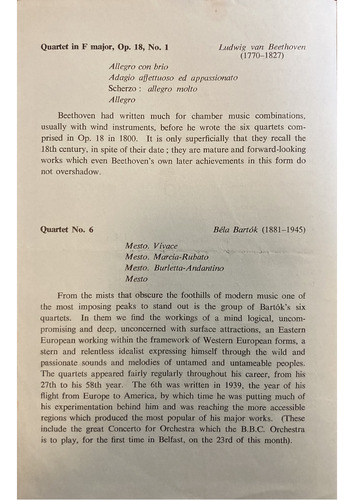 Quartet in F major, Op. 18, No. 1 Ludwig van Beethoven
(1770–1827)
Allegro con brio
Adagio affettuoso ed appassionato
Scherzo : allegro molto
Allegro
Beethoven had written much for chamber music combinations,
usually with wind instruments, before he wrote the six quartets com-
prised in Op. 18 in 1800. It is only superficially that they recall the
18th century, in spite of their date ; they are mature and forward-looking
works which even Beethoven's own later achievements in this form do
not overshadow.
Quartet No. 6 Béla Bartók (1881–1945)
Mesto. Vivace
Mesto. Marcia-Rubato
Mesto. Burletta-Andantino
Mesto
From the mists that obscure the foothills of modern music one of
the most imposing peaks to stand out is the group of Bartók's six
quartets. In them we find the workings of a mind logical, uncom-
promising and deep, unconcerned with surface attractions, an Eastern
European working within the framework of Western European forms, a
stern and relentless idealist expressing himself through the wild and
passionate sounds and melodies of untamed and untameable peoples.
The quartets appeared fairly regularly throughout his career, from his
27th to his 58th year. The 6th was written in 1939, the year of his
flight from Europe to America, by which time he was putting much of
his experimentation behind him and was reaching the more accessible
regions which produced the most popular of his major works. (These
include the great Concerto for Orchestra which the B.B.C. Orchestra
is to play, for the first time in Belfast, on the 23rd of this month).